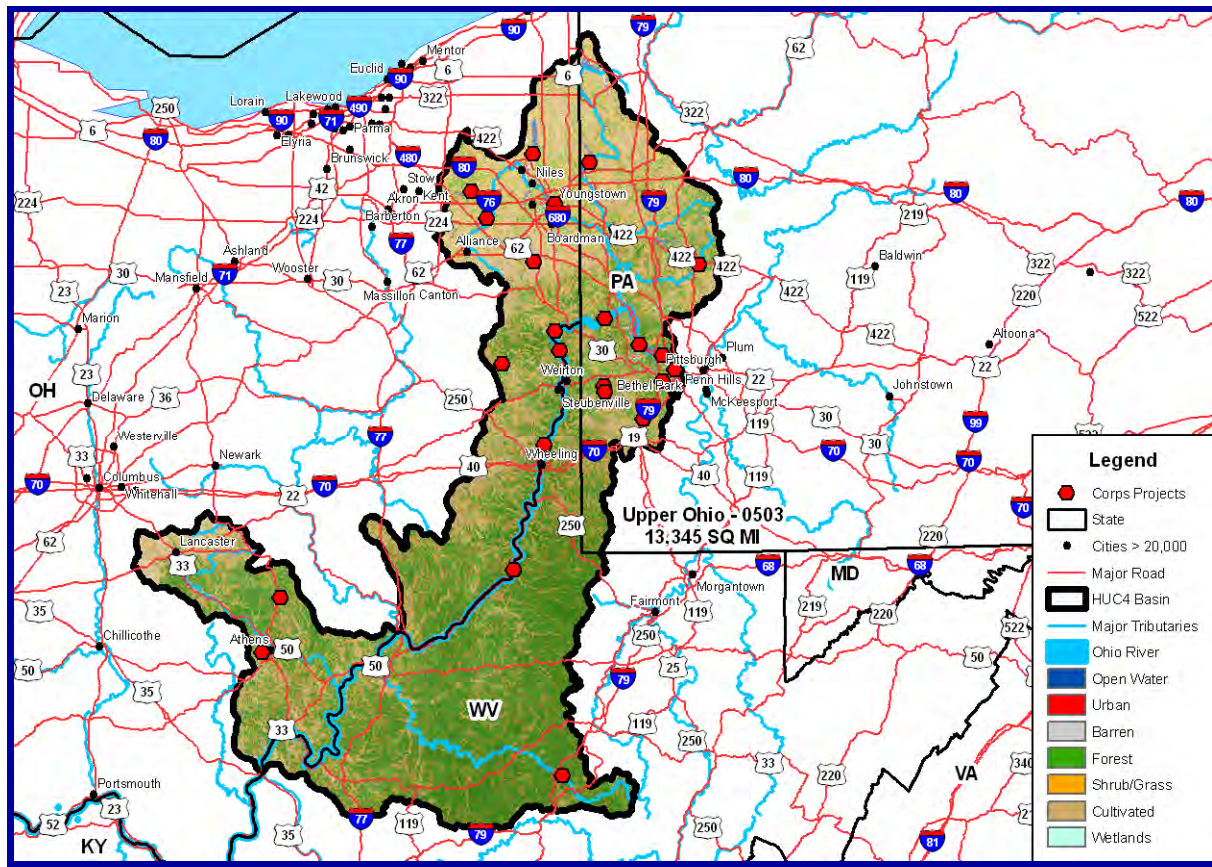 90
79
62
Mentor
Euclid
90
6
6
Lorain
Lakewood
490
322
322
250
90
71
6
80
Elyria
Parma
422
Brunswick
480
80
80
42
Stow
Niles
76
Youngstown
79
80
80
224
Akron
Kent
224
Barberton
224
680
219
77
Alliance
62
Boardman
422
Ashland
422
422
Baldwin
30
71
Wooster
62
119
322
322
Mansfield
30
PA
220
23
Massillon
Canton
422
522
Marion
422
Altoona
30
Plum
23
Pittsburgh
Weirton
Bethel Park
Penn Hills
22
22
OH
Delaware
36
250
Steubenville
McKeesport
Johnstown
79
119
30
99
Westerville
77
19
70
30
33
Newark
40
Wheeling
70
40
119
70
70
Columbus
70
Whitehall
22
Upper Ohio - 0503
13,345 SQ MI
250
70
62
220
Lancaster
33
MD
68
68
Morgantown
35
219
220
Fairmont
119
522
Chillicothe
Athens
50
250
50
50
25
50
35
79
33
WV
119
250
33
220
VA
340
Portsmouth
23
52
77
119
79
35
250
220
81
KY
Legend
Corps Projects
State
Cities > 20,000
Major Road
HUC4 Basin
Major Tributaries
Ohio River
Open Water
Urban
Barren
Forest
Shrub/Grass
Cultivated
Wetlands